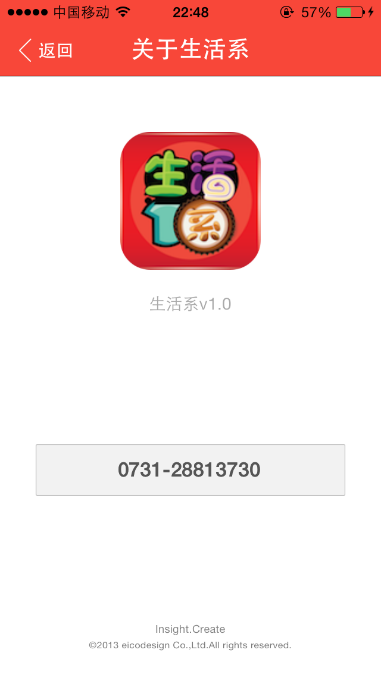 中国移动 22:48 57%
返回 关于生活系
生活
1系
生活系v1.0
0731-28813730
Insight.Create
©2013 eicodesign Co.,Ltd.All rights reserved.